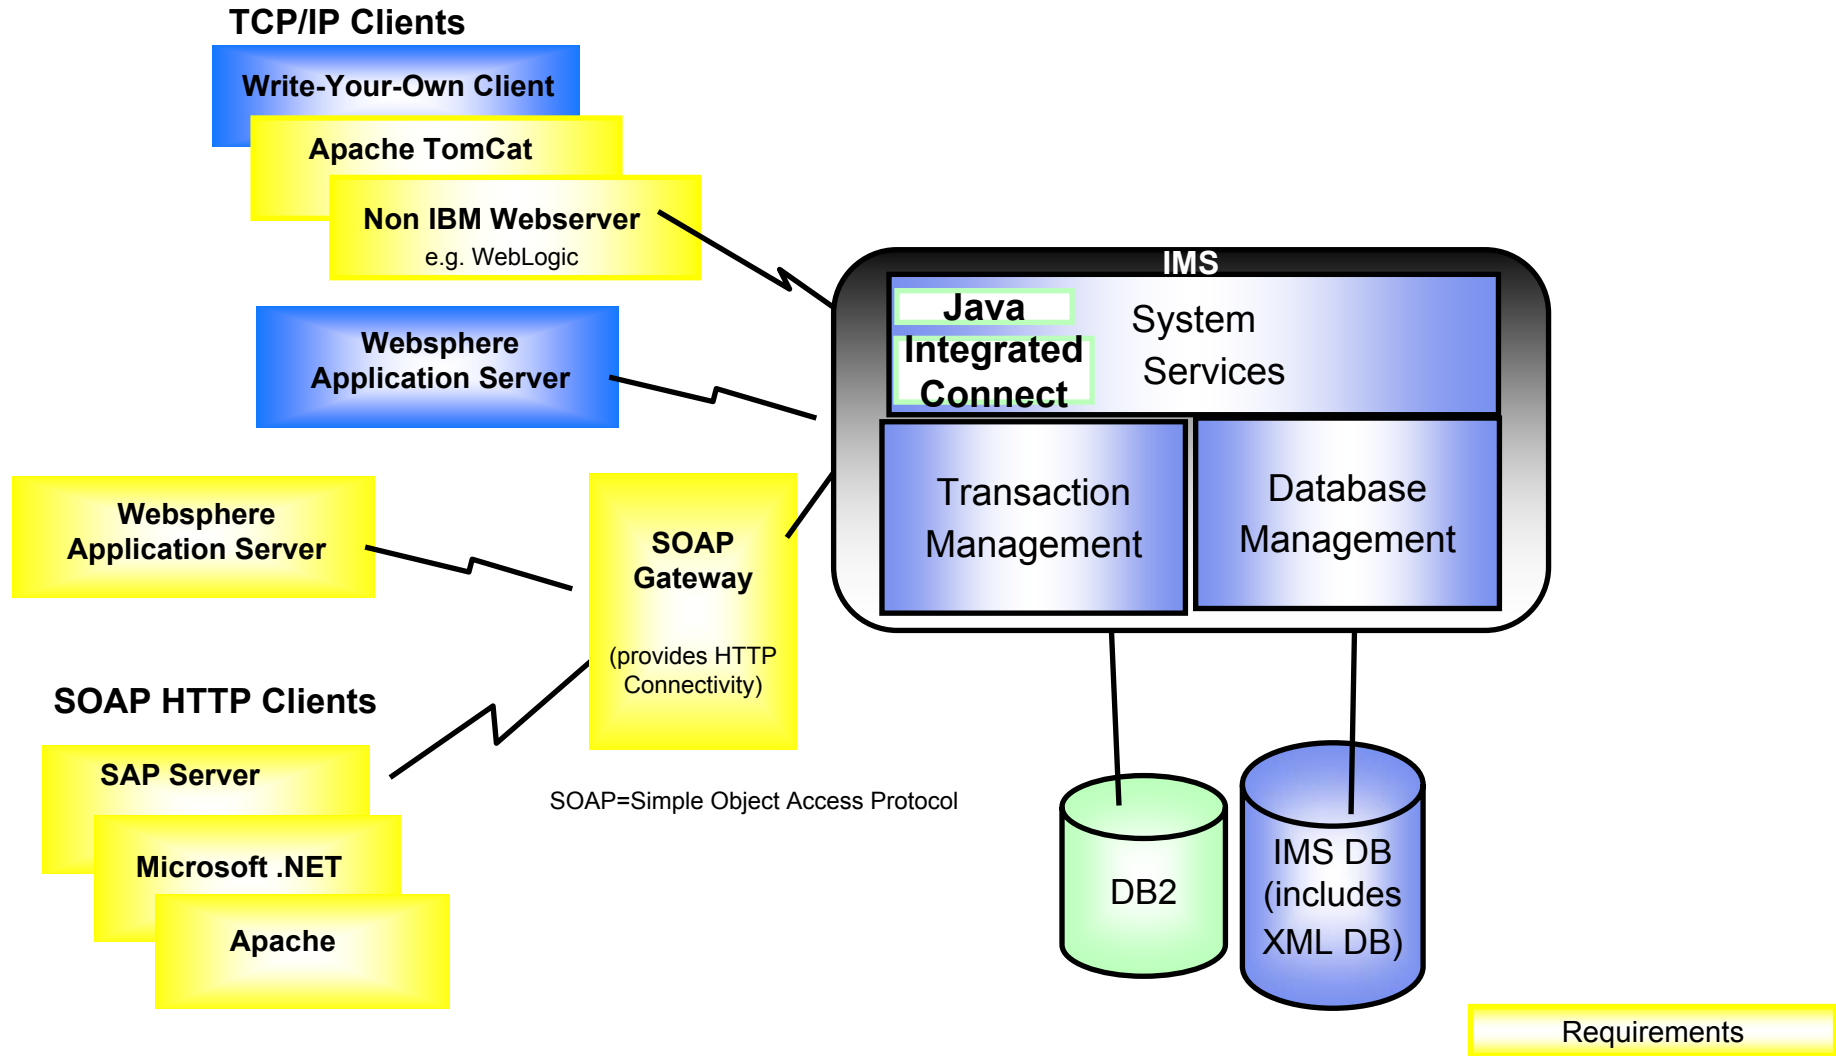 TCP/IP Clients
Write-Your-Own Client
Apache TomCat
Non IBM Webserver
e.g. WebLogic
Websphere
Application Server
Websphere
Application Server
SOAP
Gateway
(provides HTTP
Connectivity)
SOAP HTTP Clients
SAP Server
Microsoft .NET
Apache
SOAP=Simple Object Access Protocol
IMS
Java
Integrated
Connect
System
Services
Transaction
Management
Database
Management
DB2
IMS DB
(includes
XML DB)
Requirements